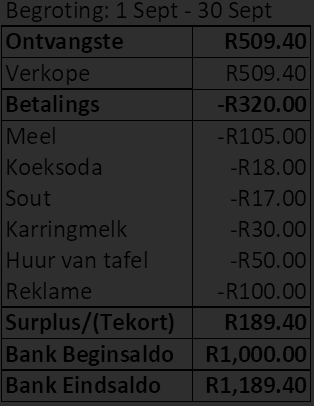 Begroting: 1 Sept - 30 Sept
Ontvangste R509.40
Verkope R509.40
Betalings -R320.00
Meel -R105.00
Koeksoda -R18.00
Sout -R17.00
Karringmelk -R30.00
Huur van tafel -R50.00
Reklame -R100.00
Surplus/(Tekort) R189.40
Bank Beginsaldo R1,000.00
Bank Eindsaldo R1,189.40